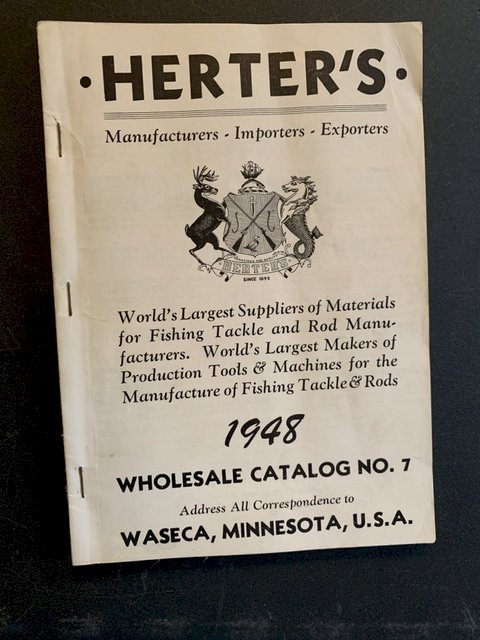 • HERTER'S •
Manufacturers - Importers - Exporters
HERTERS
SINCE 1893
World's Largest Suppliers of Materials
for Fishing Tackle and Rod Manu-
facturers. World's Largest Makers of
Production Tools & Machines for the
Manufacture of Fishing Tackle & Rods
1948
WHOLESALE CATALOG NO. 7
Address All Correspondence to
WASECA, MINNESOTA, U.S.A.